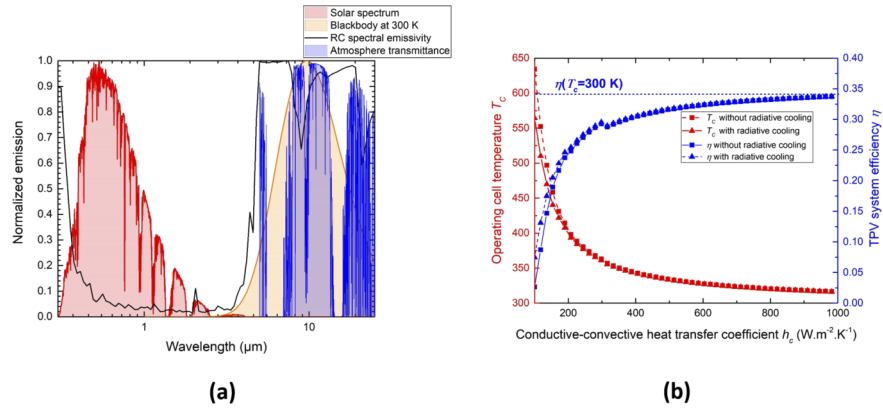 Solar spectrum
Blackbody at 300 K
RC spectral emissivity
Atmosphere transmittance
1.0
0.9
0.8
0.7
0.6
0.5
0.4
0.3
0.2
0.1
0.0
Normalized emission
1
10
Wavelength (µm)
(a)
650
600
550
500
450
400
350
300
Operating cell temperature T_c
η(T_c=300 K)
T_c without radiative cooling
T_c with radiative cooling
η without radiative cooling
η with radiative cooling
0.40
0.35
0.30
0.25
0.20
0.15
0.10
0.05
0.00
TPV system efficiency η
200
400
600
800
1000
Conductive-convective heat transfer coefficient h_c (W.m⁻².K⁻¹)
(b)